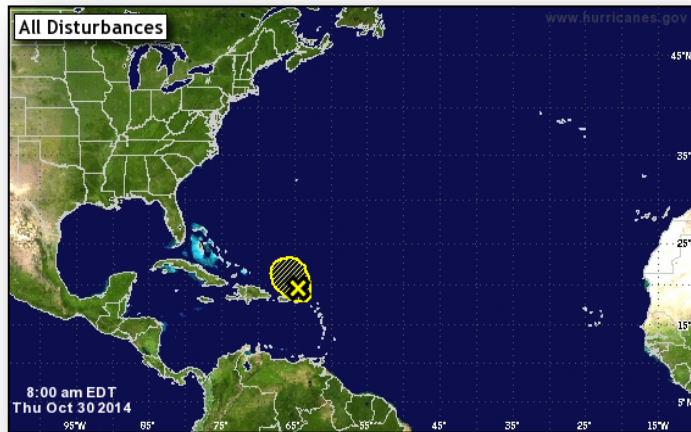 All Disturbances
www.hurricanes.gov
45°N
35°N
25°N
15°N
5°N
8:00 am EDT
Thu Oct 30 2014
95°W 85°W 75°W 65°W 55°W 45°W 35°W 25°W 15°W